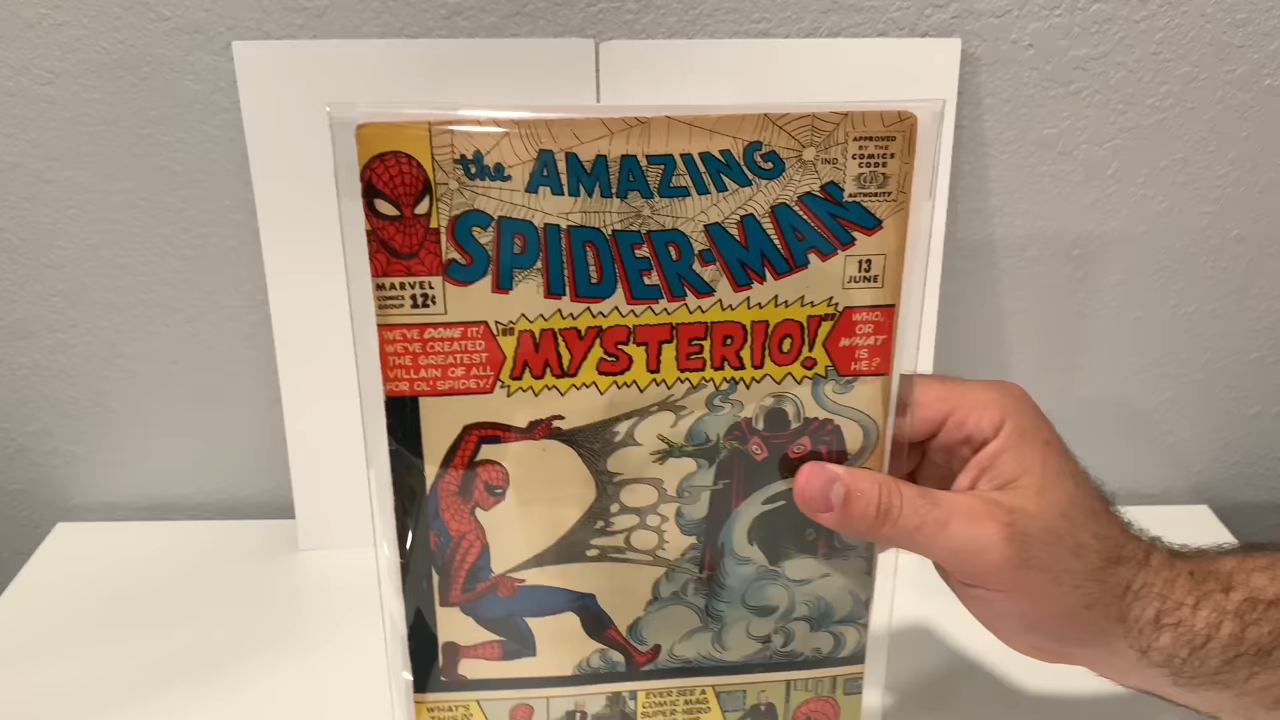 the AMAZING
SPIDER-MAN
IND.
APPROVED
BY THE
COMICS
CODE
AUTHORITY
MARVEL
COMICS
GROUP 12¢
13
JUNE
WE'VE DONE IT!
WE'VE CREATED
THE GREATEST
VILLAIN OF ALL
FOR OL' SPIDEY!
"MYSTERIO!"
WHO,
OR
WHAT
IS
HE?
WHAT'S
THIS??
EVER SEE A
COMIC MAG
SUPER-HERO